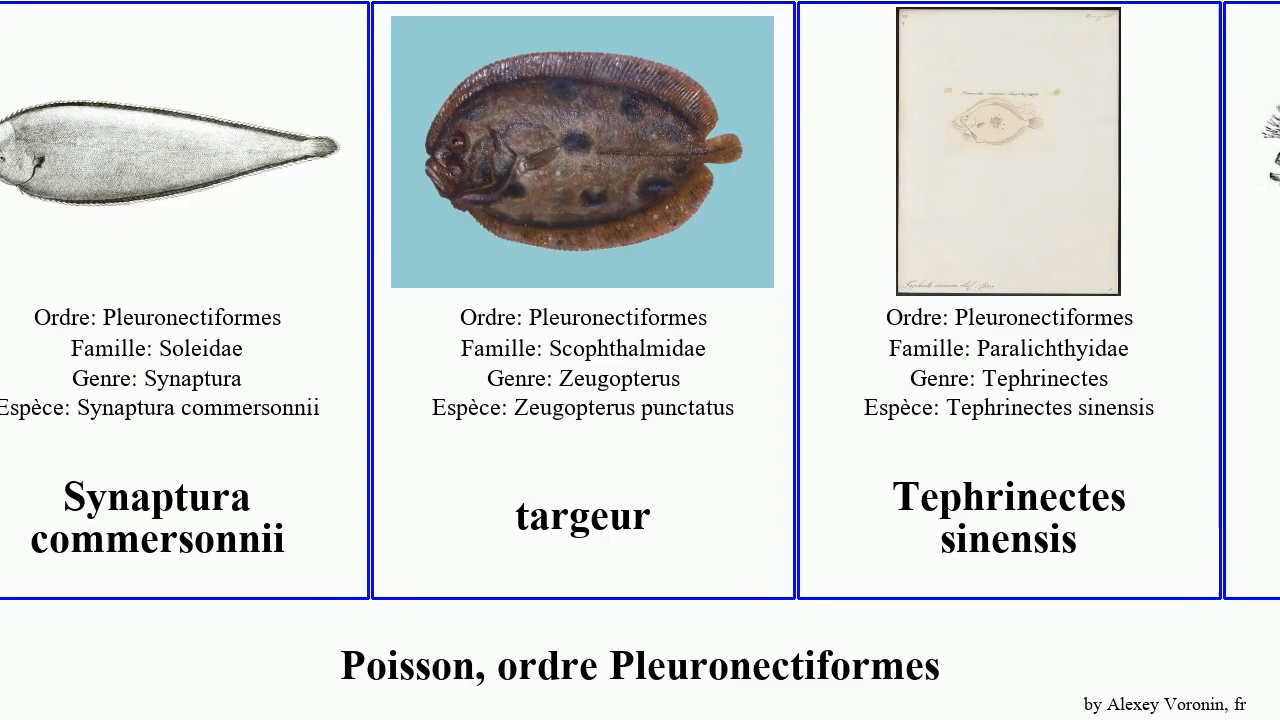 Ordre: Pleuronectiformes
Famille: Soleidae
Genre: Synaptura
Espèce: Synaptura commersonnii
Synaptura
commersonnii
Ordre: Pleuronectiformes
Famille: Scophthalmidae
Genre: Zeugopterus
Espèce: Zeugopterus punctatus
targeur
Ordre: Pleuronectiformes
Famille: Paralichthyidae
Genre: Tephrinectes
Espèce: Tephrinectes sinensis
Tephrinectes
sinensis
Poisson, ordre Pleuronectiformes
by Alexey Voronin, fr